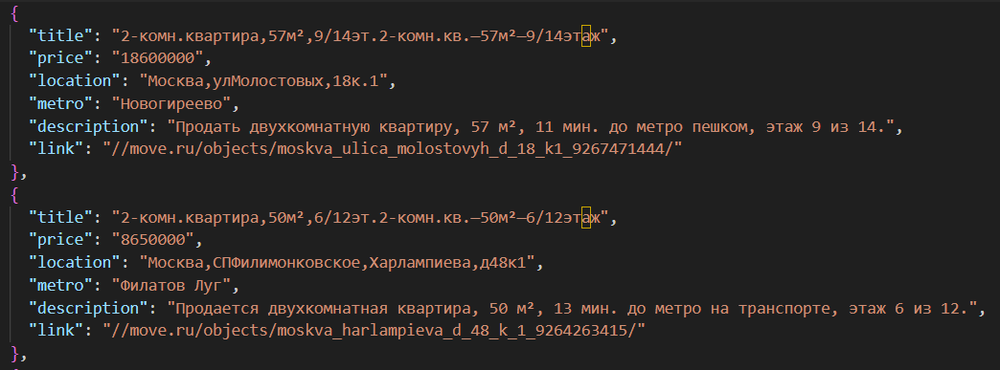 {
"title": "2-комн.квартира,57м²,9/14эт.2-комн.кв.—57м²—9/14этаж",
"price": "18600000",
"location": "Москва,улМолостовых,18к.1",
"metro": "Новогиреево",
"description": "Продать двухкомнатную квартиру, 57 м², 11 мин. до метро пешком, этаж 9 из 14.",
"link": "//move.ru/objects/moskva_ulica_molostovyh_d_18_k1_9267471444/"
},
{
"title": "2-комн.квартира,50м²,6/12эт.2-комн.кв.—50м²—6/12этаж",
"price": "8650000",
"location": "Москва,СПФилимонковское,Харлампиева,д48к1",
"metro": "Филатов Луг",
"description": "Продается двухкомнатная квартира, 50 м², 13 мин. до метро на транспорте, этаж 6 из 12.",
"link": "//move.ru/objects/moskva_harlampieva_d_48_k_1_9264263415/"
},